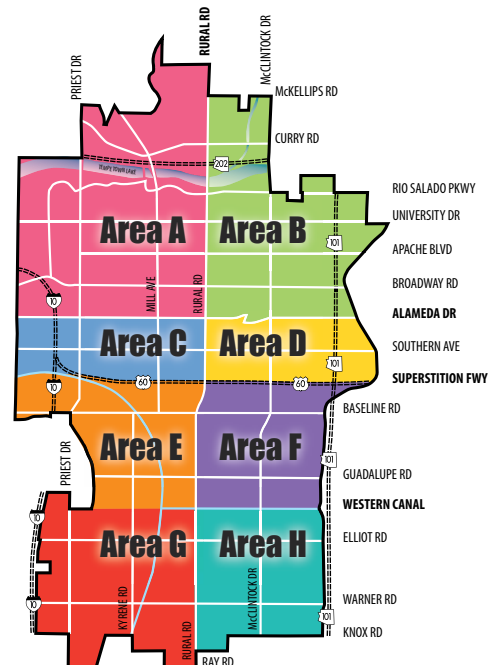 PRIEST DR
RURAL RD
McCLINTOCK DR
McKELLIPS RD
CURRY RD
202
TEMPE TOWN LAKE
RIO SALADO PKWY
UNIVERSITY DR
Area A
Area B
101
APACHE BLVD
MILL AVE
RURAL RD
BROADWAY RD
10
ALAMEDA DR
Area C
Area D
SOUTHERN AVE
101
10
60
60
SUPERSTITION FWY
BASELINE RD
PRIEST DR
Area E
Area F
101
GUADALUPE RD
WESTERN CANAL
10
Area G
Area H
ELLIOT RD
KYRENE RD
McCLINTOCK DR
10
WARNER RD
101
RURAL RD
KNOX RD
RAY RD